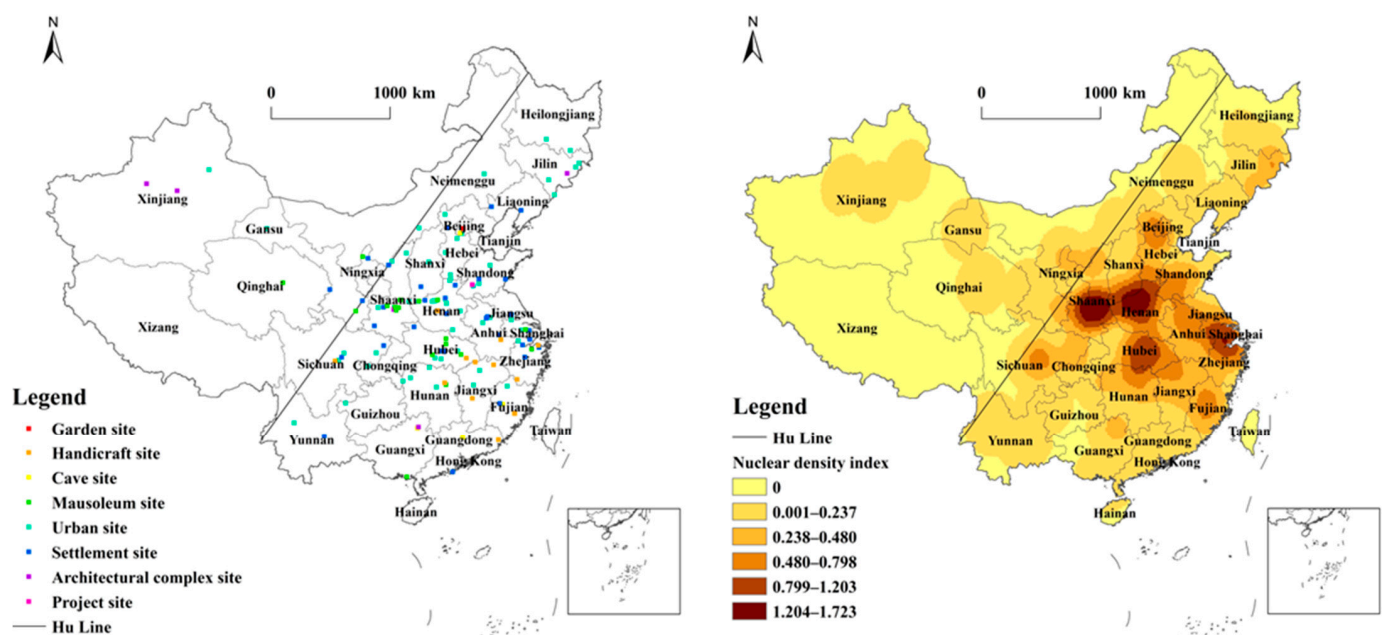 N
0 1000 km
Heilongjiang
Jilin
Neimenggu
Liaoning
Xinjiang
Gansu
Beijing
Tianjin
Hebei
Ningxia
Shanxi
Shandong
Qinghai
Shaanxi
Henan
Jiangsu
Xizang
Anhui Shanghai
Hubei
Zhejiang
Sichuan
Chongqing
Hunan
Jiangxi
Guizhou
Fujian
Yunnan
Guangxi
Guangdong
Taiwan
Hong Kong
Hainan
Legend
Garden site
Handicraft site
Cave site
Mausoleum site
Urban site
Settlement site
Architectural complex site
Project site
Hu Line
N
0 1000 km
Heilongjiang
Jilin
Neimenggu
Liaoning
Xinjiang
Gansu
Beijing
Tianjin
Hebei
Ningxia
Shanxi
Shandong
Qinghai
Shaanxi
Henan
Jiangsu
Xizang
Anhui Shanghai
Hubei
Zhejiang
Sichuan
Chongqing
Hunan
Jiangxi
Guizhou
Fujian
Yunnan
Guangxi
Guangdong
Taiwan
Hong Kong
Hainan
Legend
Hu Line
Nuclear density index
0
0.001–0.237
0.238–0.480
0.480–0.798
0.799–1.203
1.204–1.723